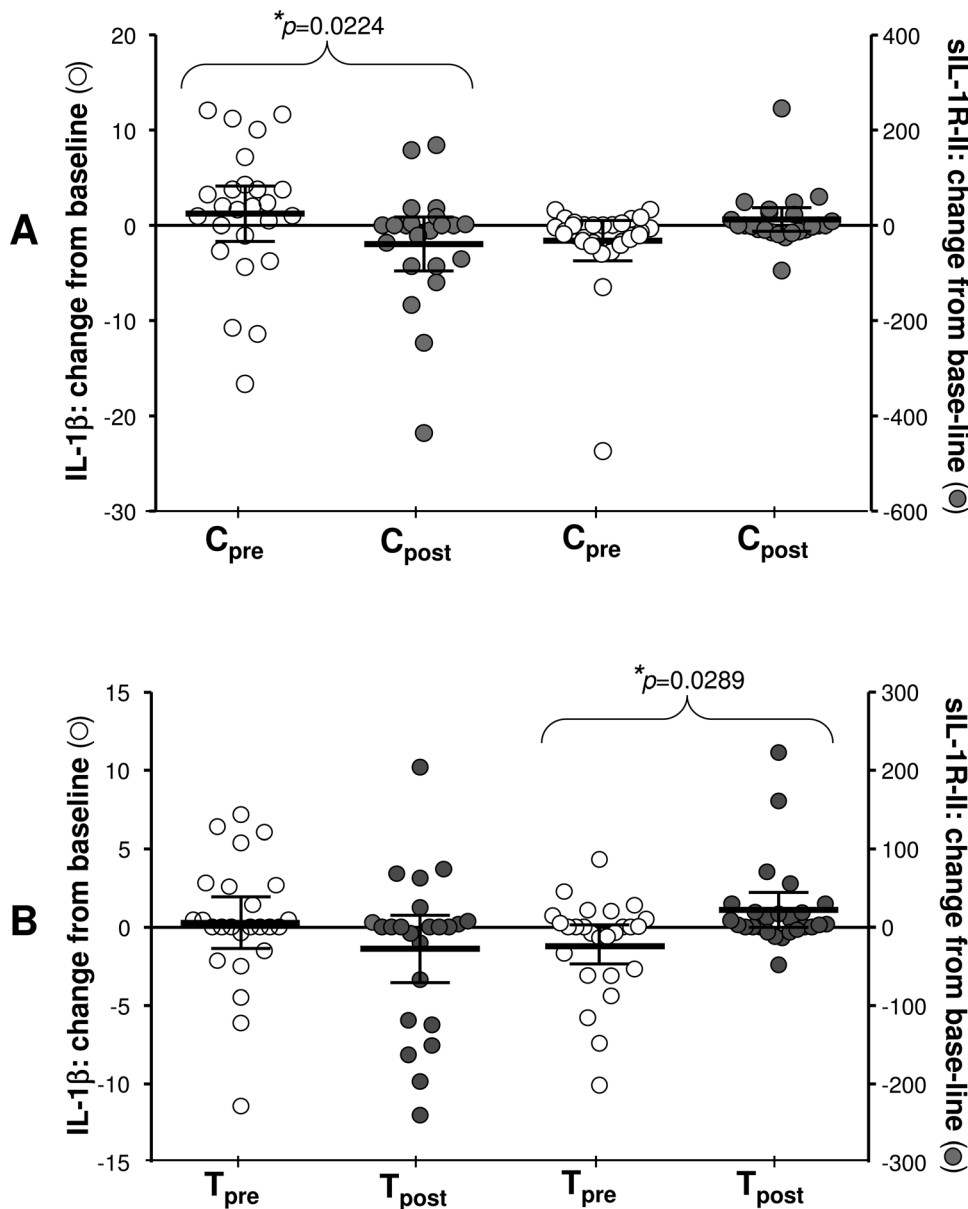 *p=0.0224
20
10
0
-10
-20
-30
400
200
0
-200
-400
-600
IL-1β: change from baseline (○)
sIL-1R-II: change from base-line (●)
A
Cpre
Cpost
Cpre
Cpost
*p=0.0289
15
10
5
0
-5
-10
-15
300
200
100
0
-100
-200
-300
IL-1β: change from baseline (○)
sIL-1R-II: change from base-line (●)
B
Tpre
Tpost
Tpre
Tpost